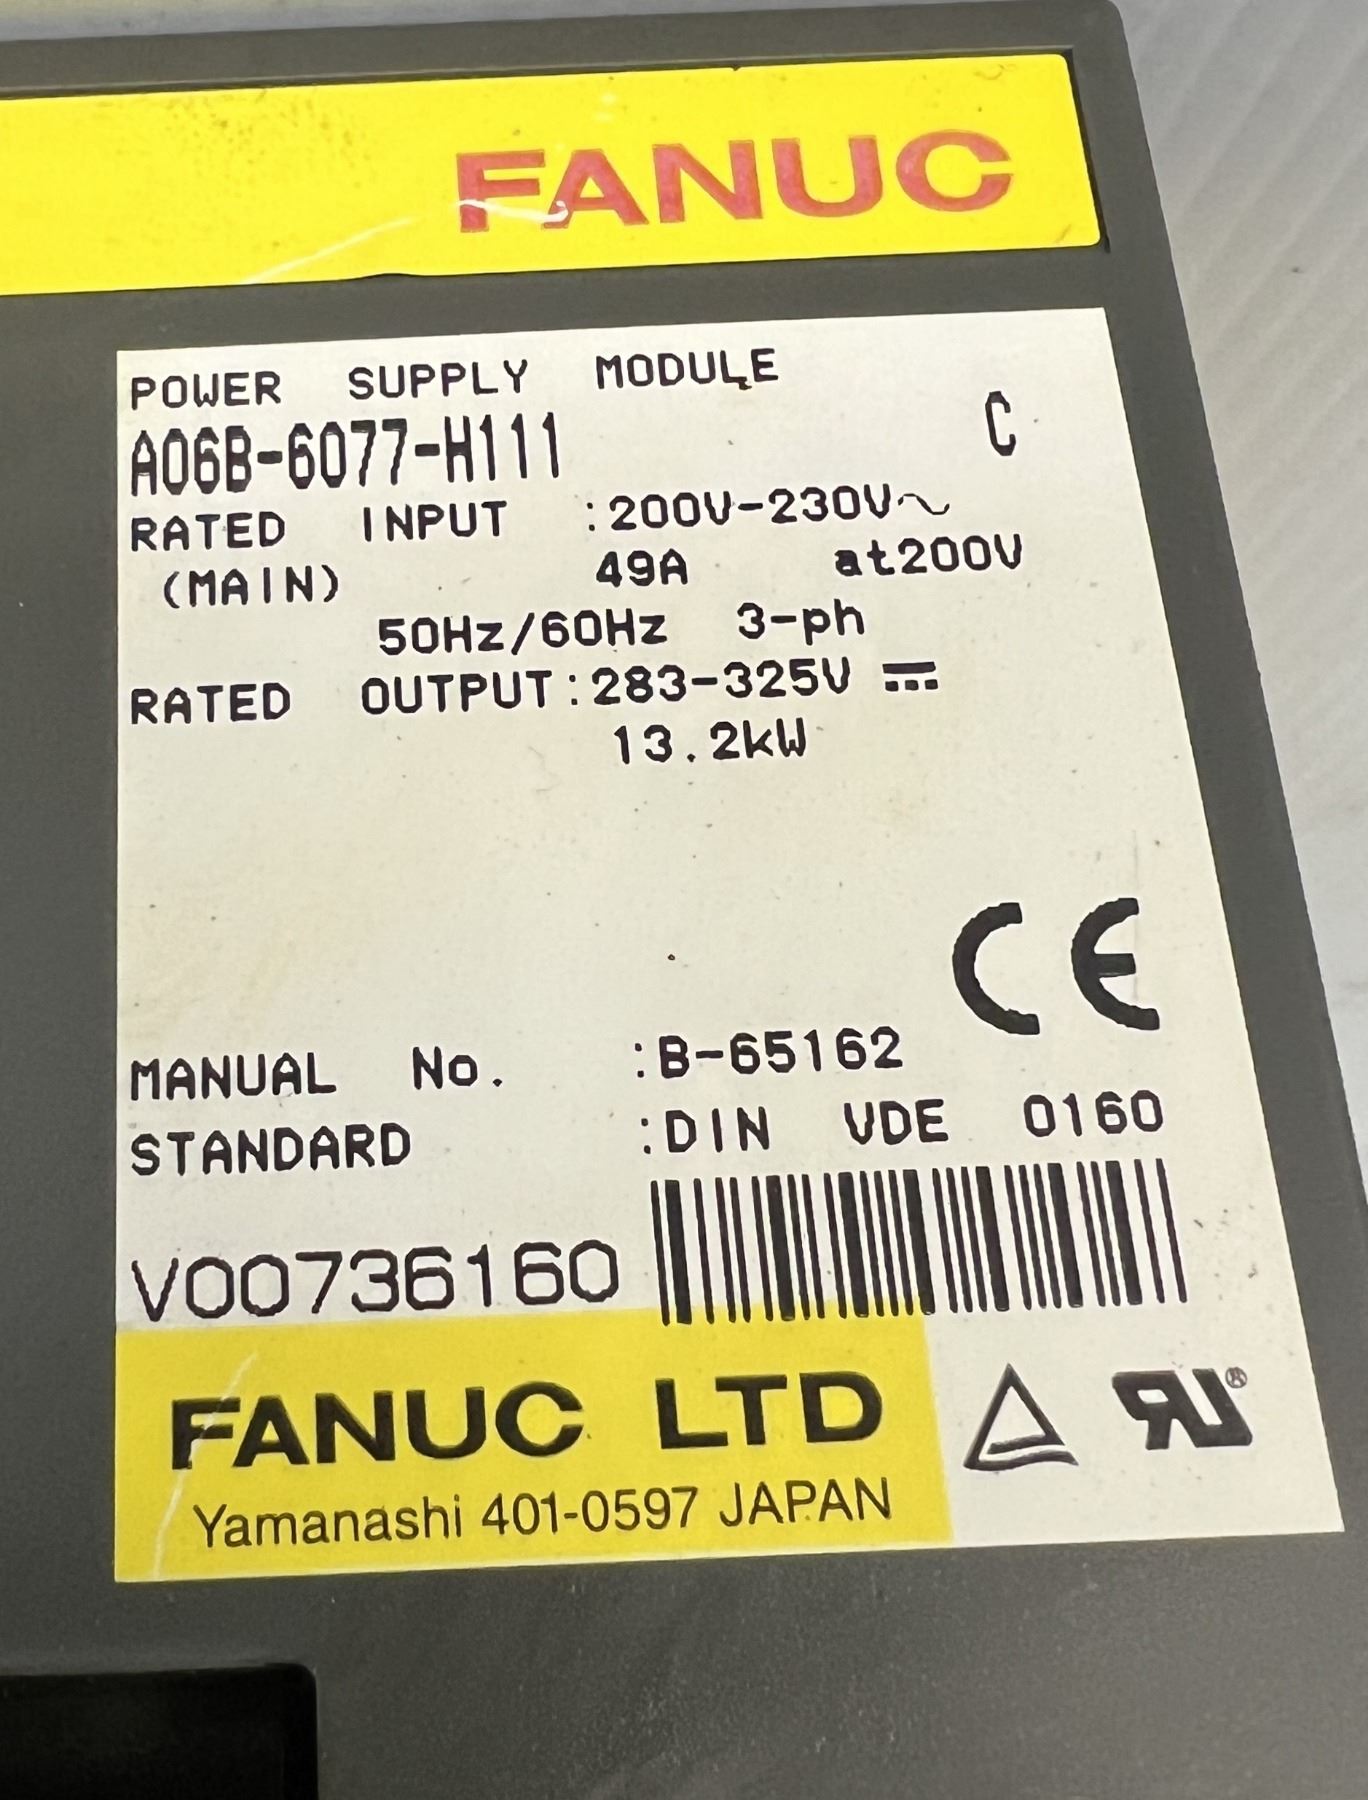 FANUC
POWER SUPPLY MODULE
A06B-6077-H111 C
RATED INPUT :200V-230V~
(MAIN) 49A at200V
50Hz/60Hz 3-ph
RATED OUTPUT:283-325V ⎓
13.2kW
CE
MANUAL No. :B-65162
STANDARD :DIN VDE 0160
V00736160
FANUC LTD
Yamanashi 401-0597 JAPAN
RU®